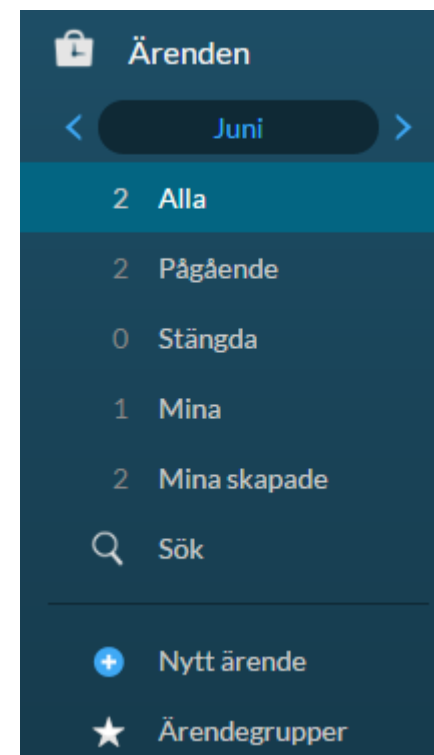 Ärenden
Juni
2 Alla
2 Pågående
0 Stängda
1 Mina
2 Mina skapade
Sök
Nytt ärende
Ärendegrupper